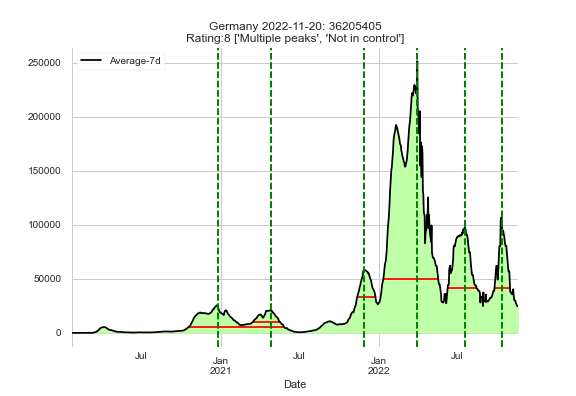 Germany 2022-11-20: 36205405
Rating:8 ['Multiple peaks', 'Not in control']
Average-7d
250000
200000
150000
100000
50000
0
Jul
Jan
2021
Jul
Jan
2022
Jul
Date